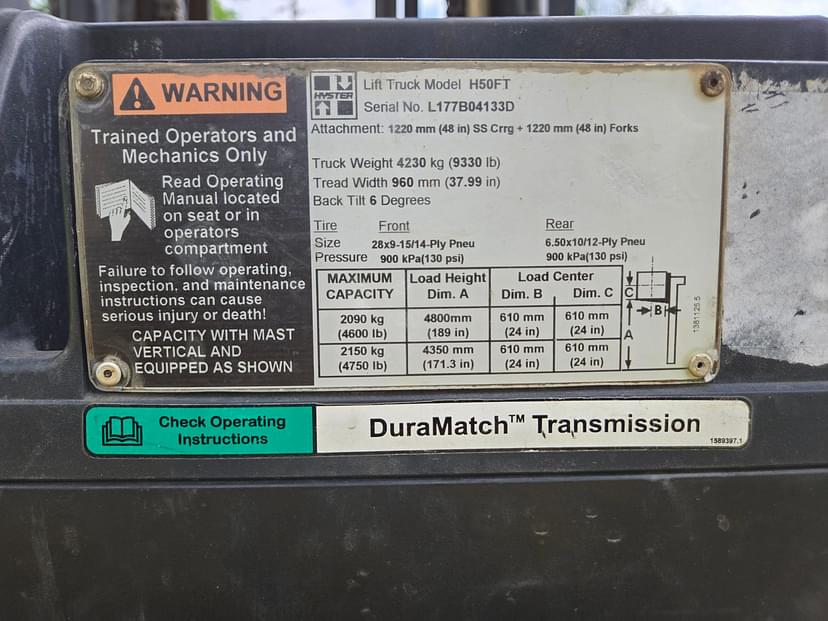 WARNING
Trained Operators and
Mechanics Only
Read Operating
Manual located
on seat or in
operators
compartment
Failure to follow operating,
inspection, and maintenance
instructions can cause
serious injury or death!
CAPACITY WITH MAST
VERTICAL AND
EQUIPPED AS SHOWN
HYSTER
Lift Truck Model H50FT
Serial No. L177B04133D
Attachment: 1220 mm (48 in) SS Crrg + 1220 mm (48 in) Forks
Truck Weight 4230 kg (9330 lb)
Tread Width 960 mm (37.99 in)
Back Tilt 6 Degrees
Tire Front Rear
Size 28x9-15/14-Ply Pneu 6.50x10/12-Ply Pneu
Pressure 900 kPa(130 psi) 900 kPa(130 psi)
MAXIMUM CAPACITY Load Height Dim. A Load Center Dim. B Dim. C
2090 kg (4600 lb) 4800mm (189 in) 610 mm (24 in) 610 mm (24 in)
2150 kg (4750 lb) 4350 mm (171.3 in) 610 mm (24 in) 610 mm (24 in)
C
B
A
1381125.5
Check Operating
Instructions
DuraMatch™ Transmission
1589397.1